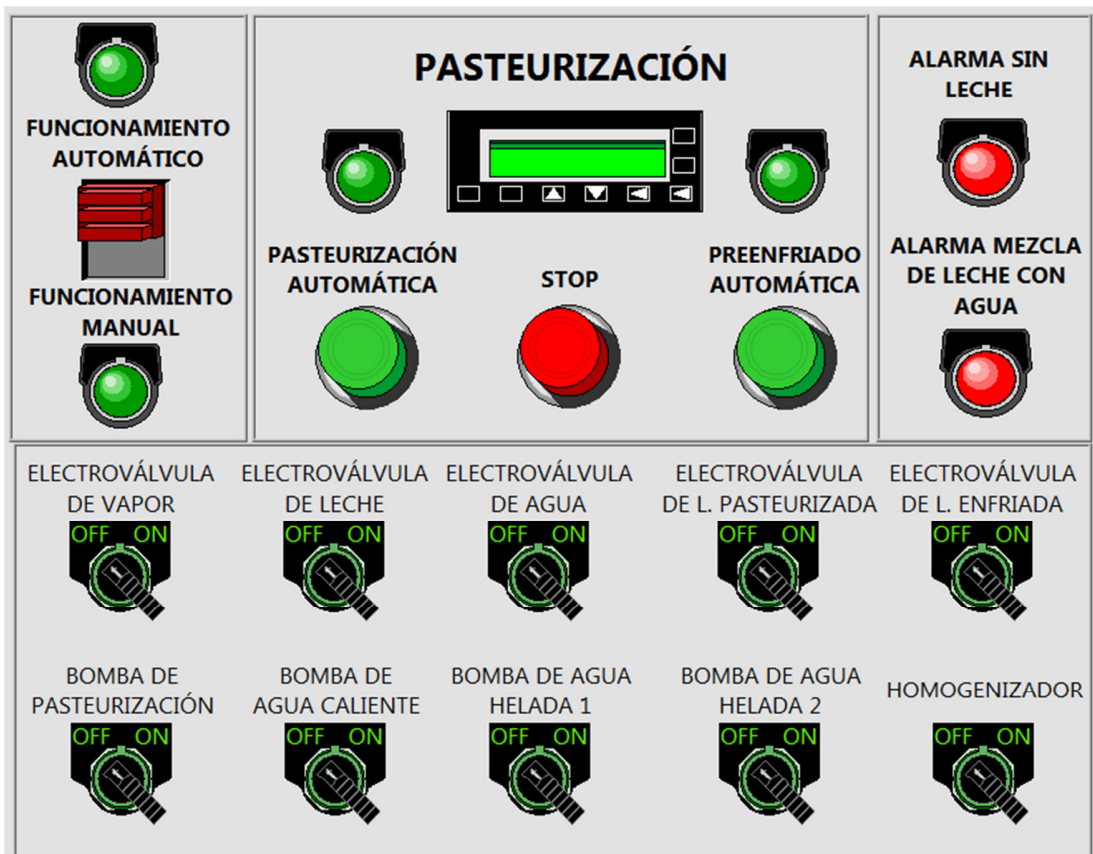 FUNCIONAMIENTO
AUTOMÁTICO
FUNCIONAMIENTO
MANUAL
PASTEURIZACIÓN
PASTEURIZACIÓN
AUTOMÁTICA
STOP
PREENFRIADO
AUTOMÁTICA
ALARMA SIN
LECHE
ALARMA MEZCLA
DE LECHE CON
AGUA
ELECTROVÁLVULA
DE VAPOR
OFF ON
ELECTROVÁLVULA
DE LECHE
OFF ON
ELECTROVÁLVULA
DE AGUA
OFF ON
ELECTROVÁLVULA
DE L. PASTEURIZADA
OFF ON
ELECTROVÁLVULA
DE L. ENFRIADA
OFF ON
BOMBA DE
PASTEURIZACIÓN
OFF ON
BOMBA DE
AGUA CALIENTE
OFF ON
BOMBA DE AGUA
HELADA 1
OFF ON
BOMBA DE AGUA
HELADA 2
OFF ON
HOMOGENIZADOR
OFF ON